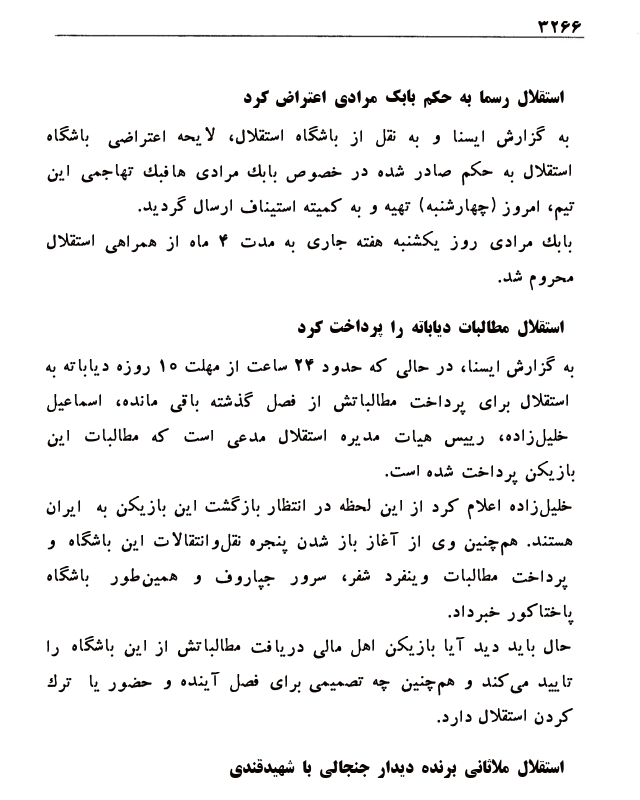 ۳۲۶۶
استقلال رسما به حکم بابک مرادی اعتراض کرد
به گزارش ایسنا و به نقل از باشگاه استقلال، لایحه اعتراضی باشگاه
استقلال به حکم صادر شده در خصوص بابك مرادی هافبك تهاجمی این
تیم، امروز (چهارشنبه) تهیه و به کمیته استیناف ارسال گردید.
بابك مرادی روز یکشنبه هفته جاری به مدت ۴ ماه از همراهی استقلال
محروم شد.
استقلال مطالبات دیاباته را پرداخت کرد
به گزارش ایسنا، در حالی که حدود ۲۴ ساعت از مهلت ۱۰ روزه دیاباته به
استقلال برای پرداخت مطالباتش از فصل گذشته باقی مانده، اسماعیل
خلیل‌زاده، رییس هیات مدیره استقلال مدعی است که مطالبات این
بازیکن پرداخت شده است.
خلیل‌زاده اعلام کرد از این لحظه در انتظار بازگشت این بازیکن به ایران
هستند. هم‌چنین وی از آغاز باز شدن پنجره نقل‌وانتقالات این باشگاه و
پرداخت مطالبات وینفرد شفر، سرور جپاروف و همین‌طور باشگاه
پاختاکور خبرداد.
حال باید دید آیا بازیکن اهل مالی دریافت مطالباتش از این باشگاه را
تایید می‌کند و هم‌چنین چه تصمیمی برای فصل آینده و حضور یا ترك
کردن استقلال دارد.
استقلال ملاثانی برنده دیدار جنجالی با شهیدقندی